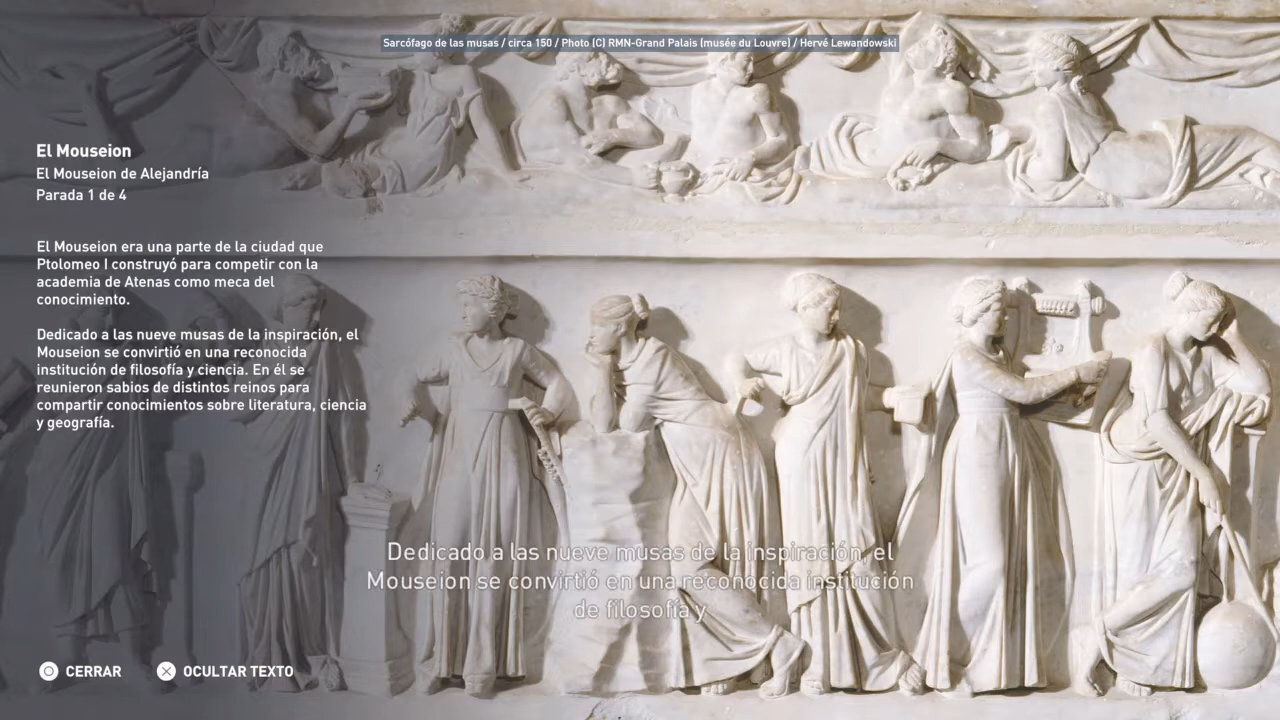 Sarcófago de las musas / circa 150 / Photo (C) RMN-Grand Palais (musée du Louvre) / Hervé Lewandowski
El Mouseion
El Mouseion de Alejandría
Parada 1 de 4
El Mouseion era una parte de la ciudad que
Ptolomeo I construyó para competir con la
academia de Atenas como meca del
conocimiento.
Dedicado a las nueve musas de la inspiración, el
Mouseion se convirtió en una reconocida
institución de filosofía y ciencia. En él se
reunieron sabios de distintos reinos para
compartir conocimientos sobre literatura, ciencia
y geografía.
Dedicado a las nueve musas de la inspiración, el
Mouseion se convirtió en una reconocida institución
de filosofía y
CERRAR
OCULTAR TEXTO